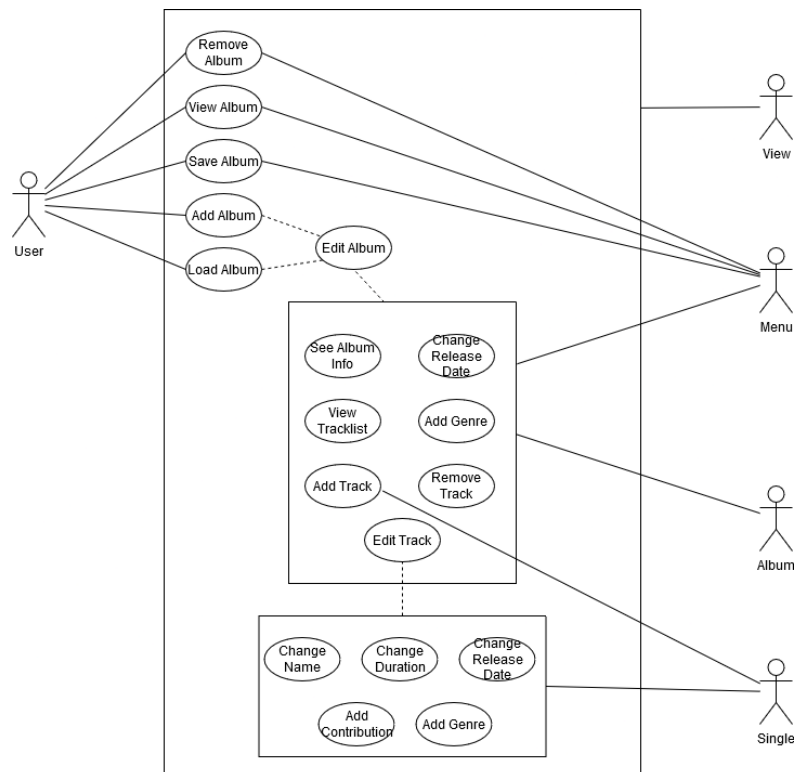 Remove
Album
View Album
Save Album
Add Album
Load Album
Edit Album
User
View
Menu
See Album
Info
Change
Release
Date
View
Tracklist
Add Genre
Add Track
Remove
Track
Edit Track
Album
Change
Name
Change
Duration
Change
Release
Date
Add
Contribution
Add Genre
Single